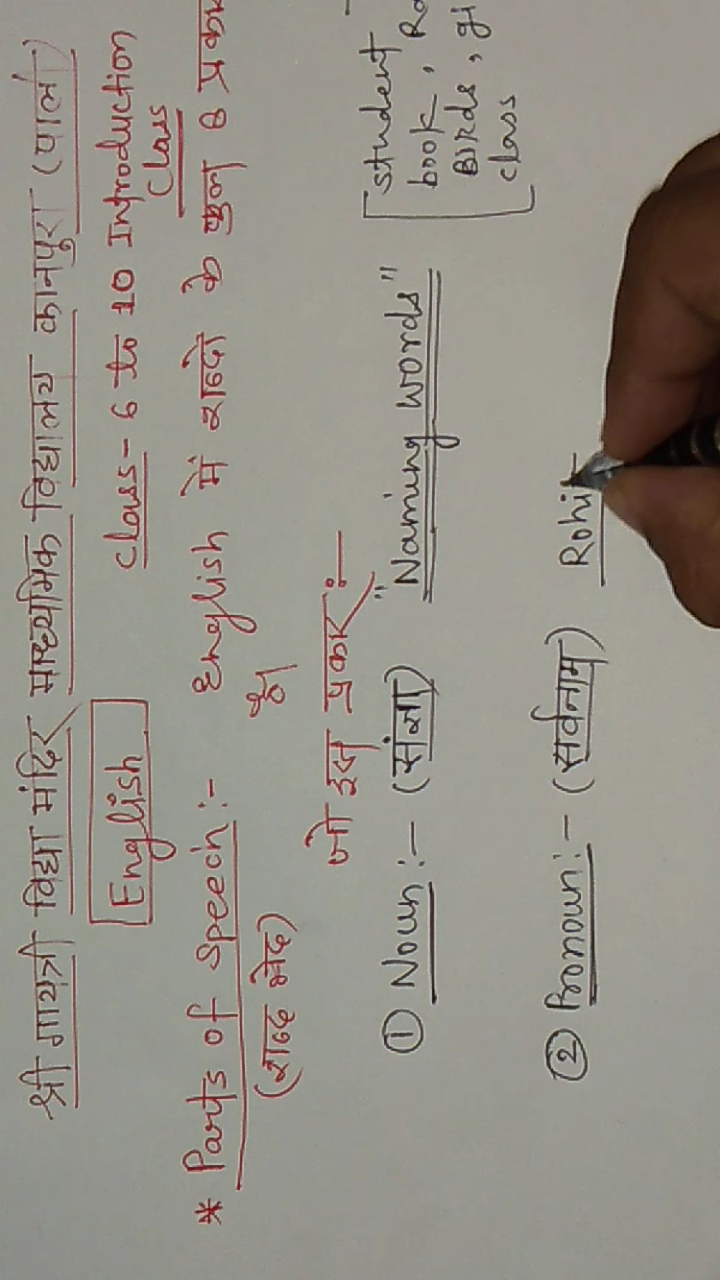 श्री गायत्री विद्या मंदिर माध्यमिक विद्यालय कानपुरा (पाली)
English
Class - 6 to 10 Introduction
Class
* Parts of Speech :- English में शब्दो के कुल 8 प्रकार
(शब्द भेद) है।
जो इस प्रकार :-
① Noun :- (संज्ञा) "Naming words"
student
book,
Birds,
class
② Pronoun :- (सर्वनाम) Rohit